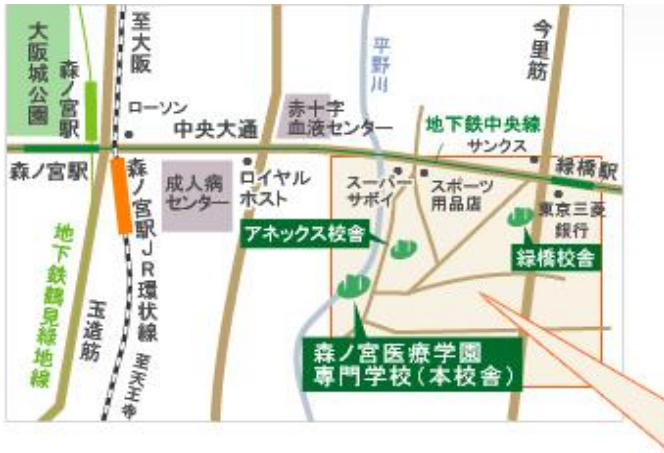 大阪城公園
森ノ宮駅
至大阪
ローソン
中央大通
赤十字
血液センター
平野川
今里筋
地下鉄中央線
サンクス
緑橋駅
森ノ宮駅
森ノ宮駅
JR環状線
至天王寺
成人病
センター
ロイヤル
ホスト
スーパー
サボイ
スポーツ
用品店
東京三菱
銀行
アネックス校舎
緑橋校舎
地下鉄鶴見緑地線
玉造筋
森ノ宮医療学園
専門学校(本校舎)